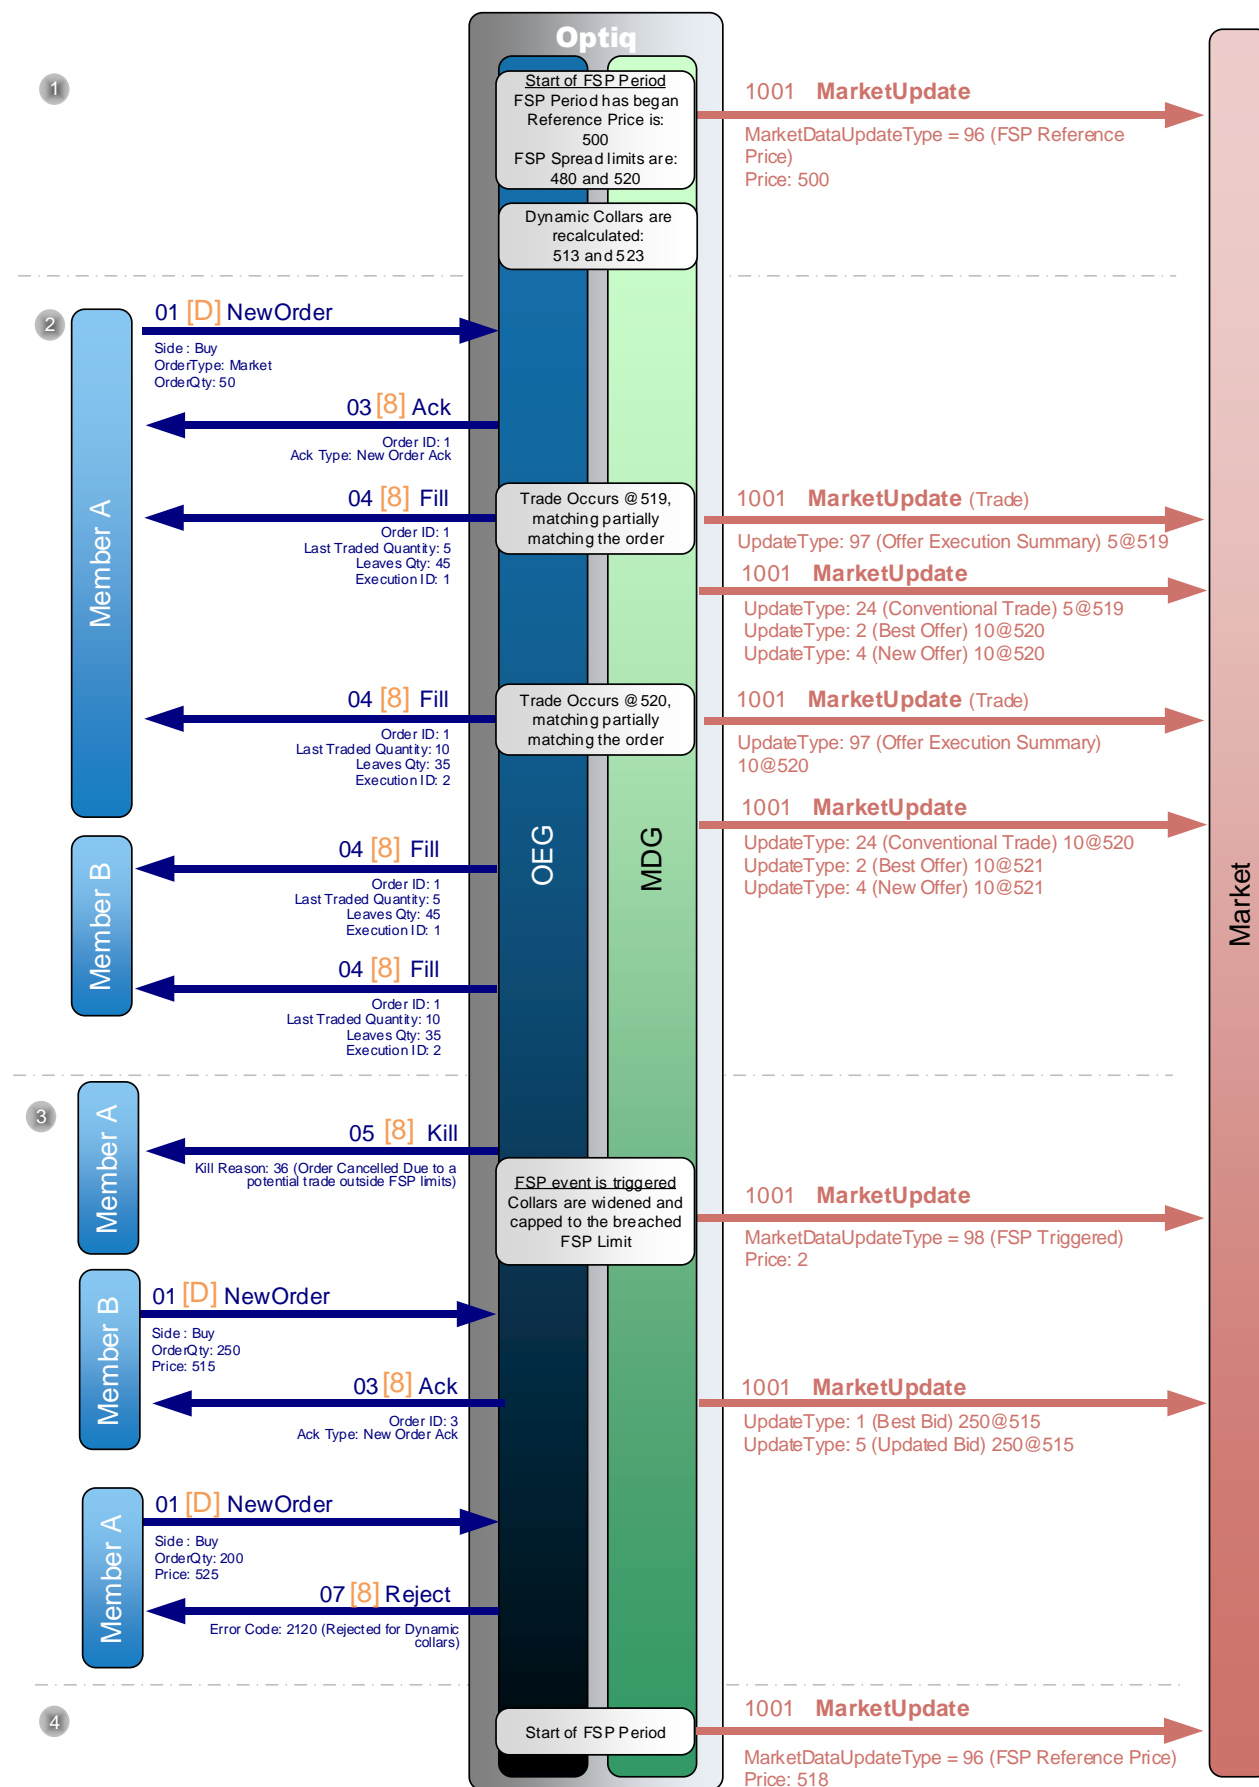 Optiq
1
Start of FSP Period
FSP Period has began
Reference Price is:
500
FSP Spread limits are:
480 and 520
1001 MarketUpdate
MarketDataUpdateType = 96 (FSP Reference
Price)
Price: 500
Dynamic Collars are
recalculated:
513 and 523
2
Member A
01 [D] NewOrder
Side : Buy
OrderType: Market
OrderQty: 50
03 [8] Ack
Order ID: 1
Ack Type: New Order Ack
04 [8] Fill
Order ID: 1
Last Traded Quantity: 5
Leaves Qty: 45
Execution ID: 1
Trade Occurs @519,
matching partially
matching the order
1001 MarketUpdate (Trade)
UpdateType: 97 (Offer Execution Summary) 5@519
1001 MarketUpdate
UpdateType: 24 (Conventional Trade) 5@519
UpdateType: 2 (Best Offer) 10@520
UpdateType: 4 (New Offer) 10@520
04 [8] Fill
Order ID: 1
Last Traded Quantity: 10
Leaves Qty: 35
Execution ID: 2
Trade Occurs @520,
matching partially
matching the order
1001 MarketUpdate (Trade)
UpdateType: 97 (Offer Execution Summary)
10@520
1001 MarketUpdate
UpdateType: 24 (Conventional Trade) 10@520
UpdateType: 2 (Best Offer) 10@521
UpdateType: 4 (New Offer) 10@521
OEG
MDG
Market
Member B
04 [8] Fill
Order ID: 1
Last Traded Quantity: 5
Leaves Qty: 45
Execution ID: 1
04 [8] Fill
Order ID: 1
Last Traded Quantity: 10
Leaves Qty: 35
Execution ID: 2
3
Member A
05 [8] Kill
Kill Reason: 36 (Order Cancelled Due to a
potential trade outside FSP limits)
FSP event is triggered
Collars are widened and
capped to the breached
FSP Limit
1001 MarketUpdate
MarketDataUpdateType = 98 (FSP Triggered)
Price: 2
Member B
01 [D] NewOrder
Side : Buy
OrderQty: 250
Price: 515
03 [8] Ack
Order ID: 3
Ack Type: New Order Ack
1001 MarketUpdate
UpdateType: 1 (Best Bid) 250@515
UpdateType: 5 (Updated Bid) 250@515
Member A
01 [D] NewOrder
Side : Buy
OrderQty: 200
Price: 525
07 [8] Reject
Error Code: 2120 (Rejected for Dynamic
collars)
4
Start of FSP Period
1001 MarketUpdate
MarketDataUpdateType = 96 (FSP Reference Price)
Price: 518